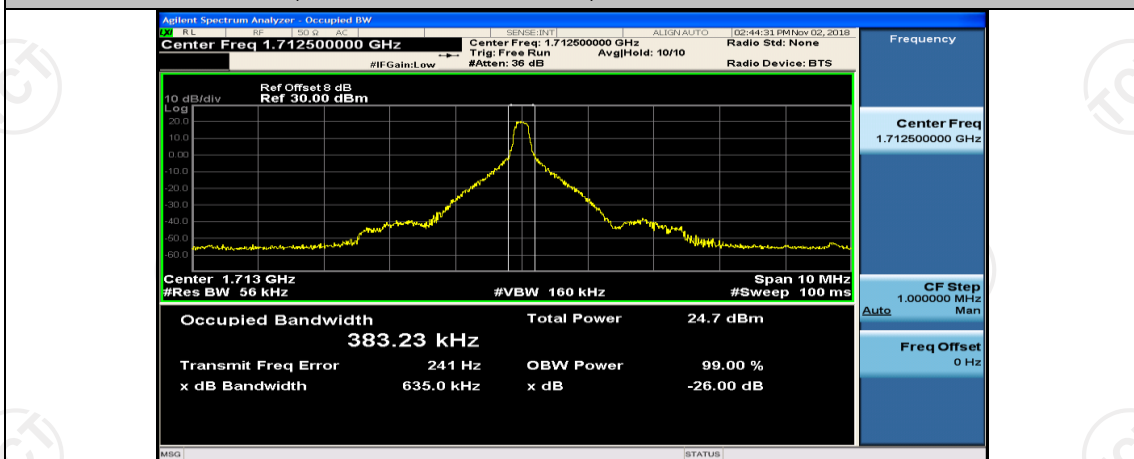 Agilent Spectrum Analyzer - Occupied BW
LXI RL RF 50 Ω AC SENSE:INT ALIGN AUTO 02:44:31 PM Nov 02, 2018
Center Freq 1.712500000 GHz
Center Freq: 1.712500000 GHz
Radio Std: None
Trig: Free Run Avg|Hold: 10/10
#IFGain:Low #Atten: 36 dB Radio Device: BTS
Ref Offset 8 dB
10 dB/div Ref 30.00 dBm
Log
20.0
10.0
0.00
-10.0
-20.0
-30.0
-40.0
-50.0
-60.0
Center 1.713 GHz Span 10 MHz
#Res BW 56 kHz #VBW 160 kHz #Sweep 100 ms
Occupied Bandwidth Total Power 24.7 dBm
383.23 kHz
Transmit Freq Error 241 Hz OBW Power 99.00 %
x dB Bandwidth 635.0 kHz x dB -26.00 dB
MSG STATUS
Frequency
Center Freq
1.712500000 GHz
CF Step
1.000000 MHz
Auto Man
Freq Offset
0 Hz